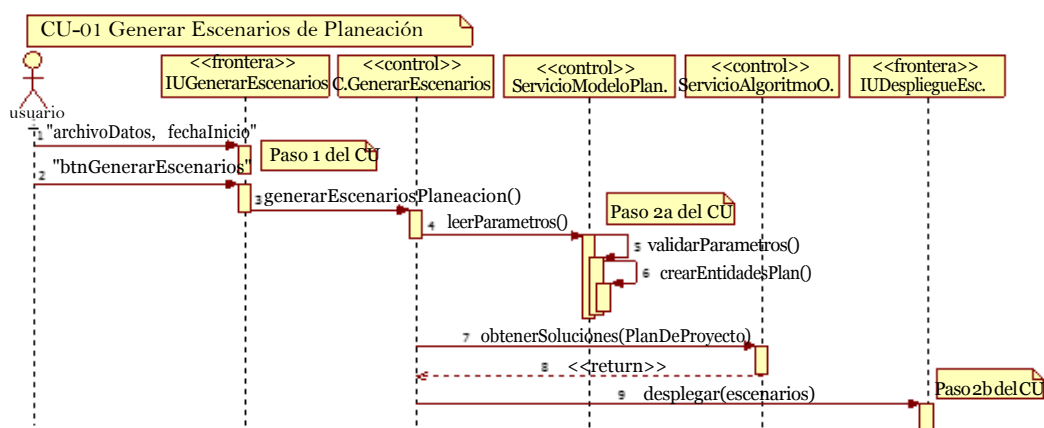 CU-01 Generar Escenarios de Planeación
usuario
<<frontera>>
IUGenerarEscenarios
<<control>>
C.GenerarEscenarios
<<control>>
ServicioModeloPlan.
<<control>>
ServicioAlgoritmoO.
<<frontera>>
IUDespliegueEsc.
1 "archivoDatos, fechaInicio"
Paso 1 del CU
2 "btnGenerarEscenarios"
3 generarEscenariosPlaneacion()
Paso 2a del CU
4 leerParametros()
5 validarParametros()
6 crearEntidadesPlan()
7 obtenerSoluciones(PlanDeProyecto)
8 <<return>>
Paso 2b del CU
9 desplegar(escenarios)